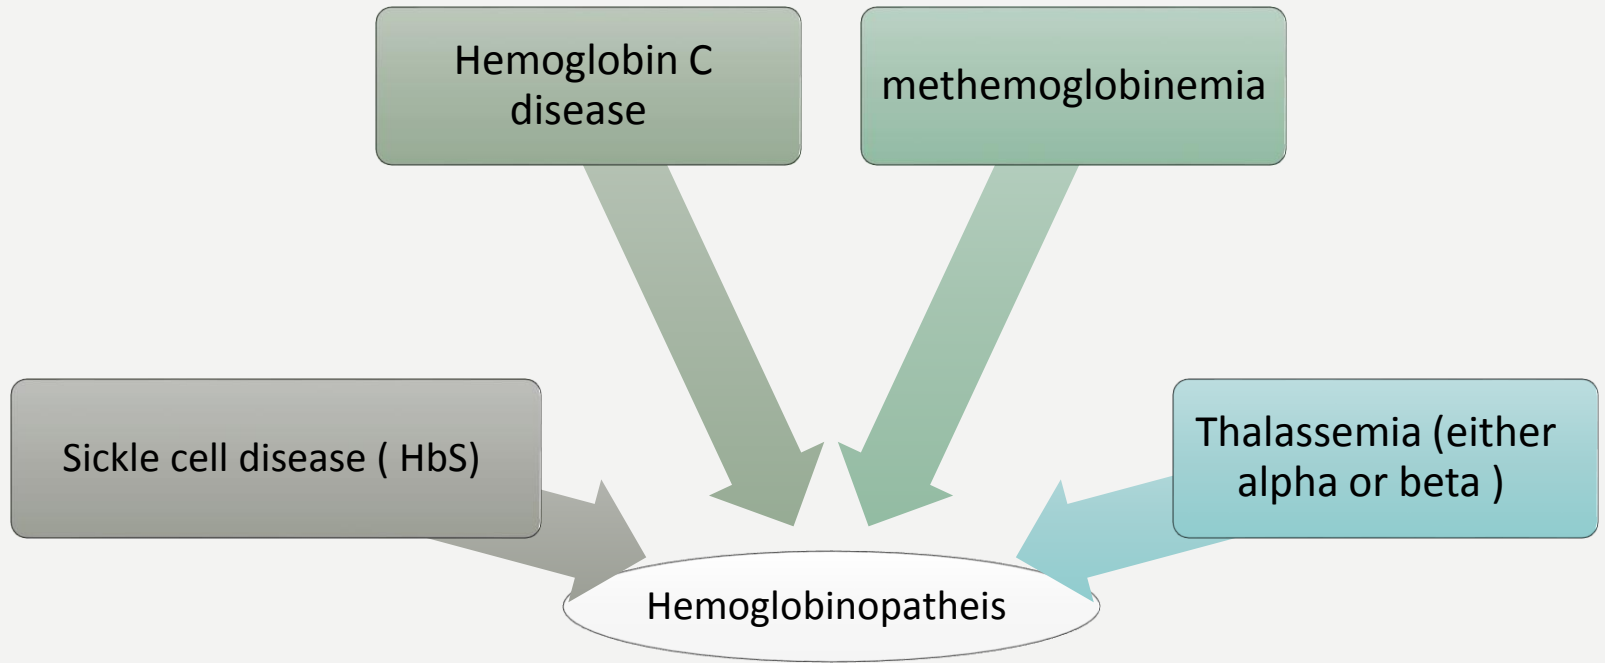 Hemoglobin C
disease
methemoglobinemia
Sickle cell disease ( HbS)
Thalassemia (either
alpha or beta )
Hemoglobinopatheis